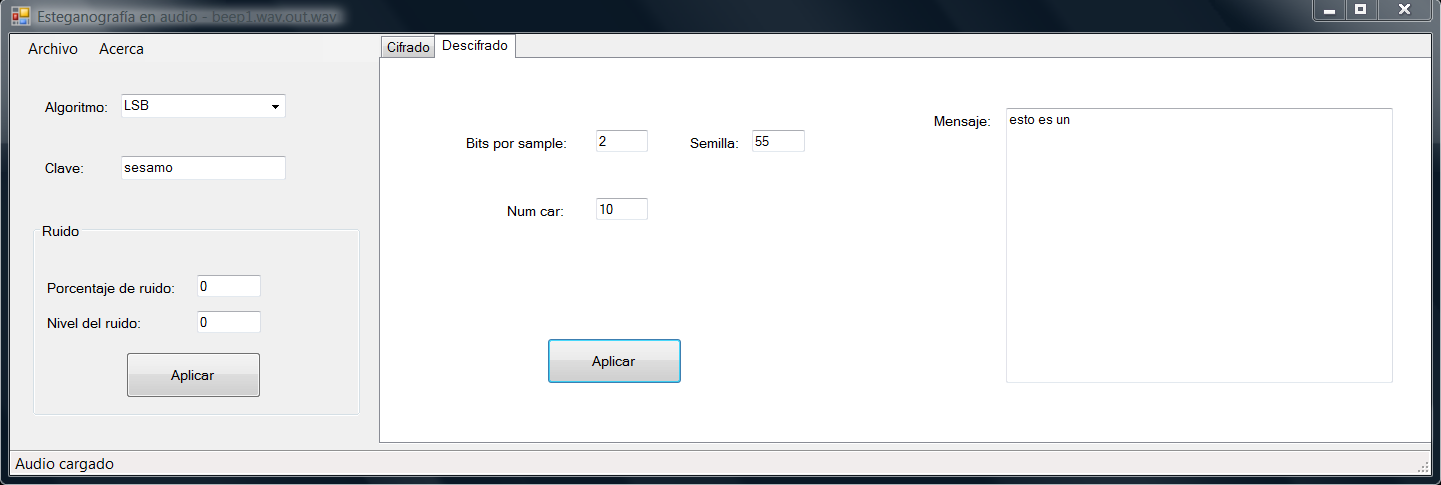 Esteganografía en audio - beep1.wav.out.wav
Archivo Acerca
Cifrado Descifrado
Algoritmo: LSB
Clave: sesamo
Ruido
Porcentaje de ruido: 0
Nivel del ruido: 0
Aplicar
Bits por sample: 2 Semilla: 55
Num car: 10
Aplicar
Mensaje: esto es un
Audio cargado